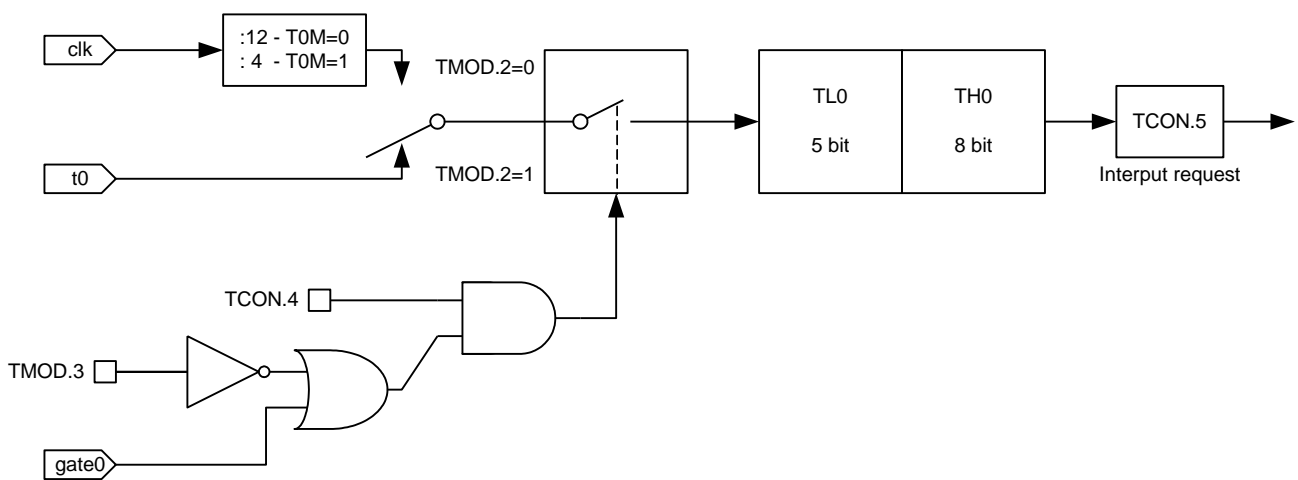 clk
:12 - T0M=0
: 4 - T0M=1
TMOD.2=0
TL0
5 bit
TH0
8 bit
TCON.5
Interput request
t0
TMOD.2=1
TCON.4
TMOD.3
gate0